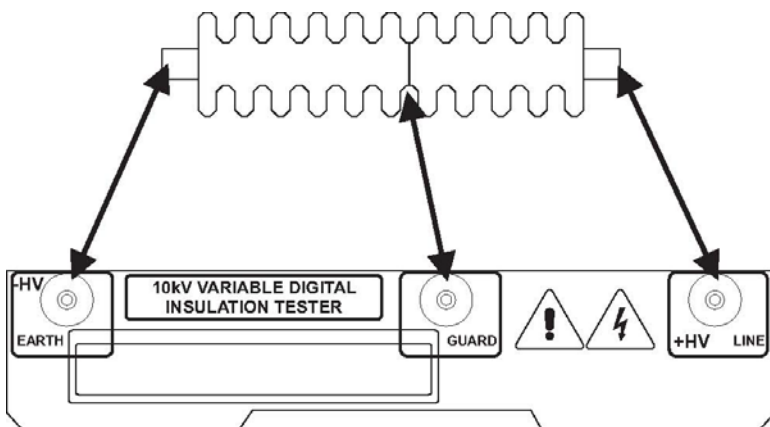 -HV
EARTH
10kV VARIABLE DIGITAL
INSULATION TESTER
GUARD
+HV LINE